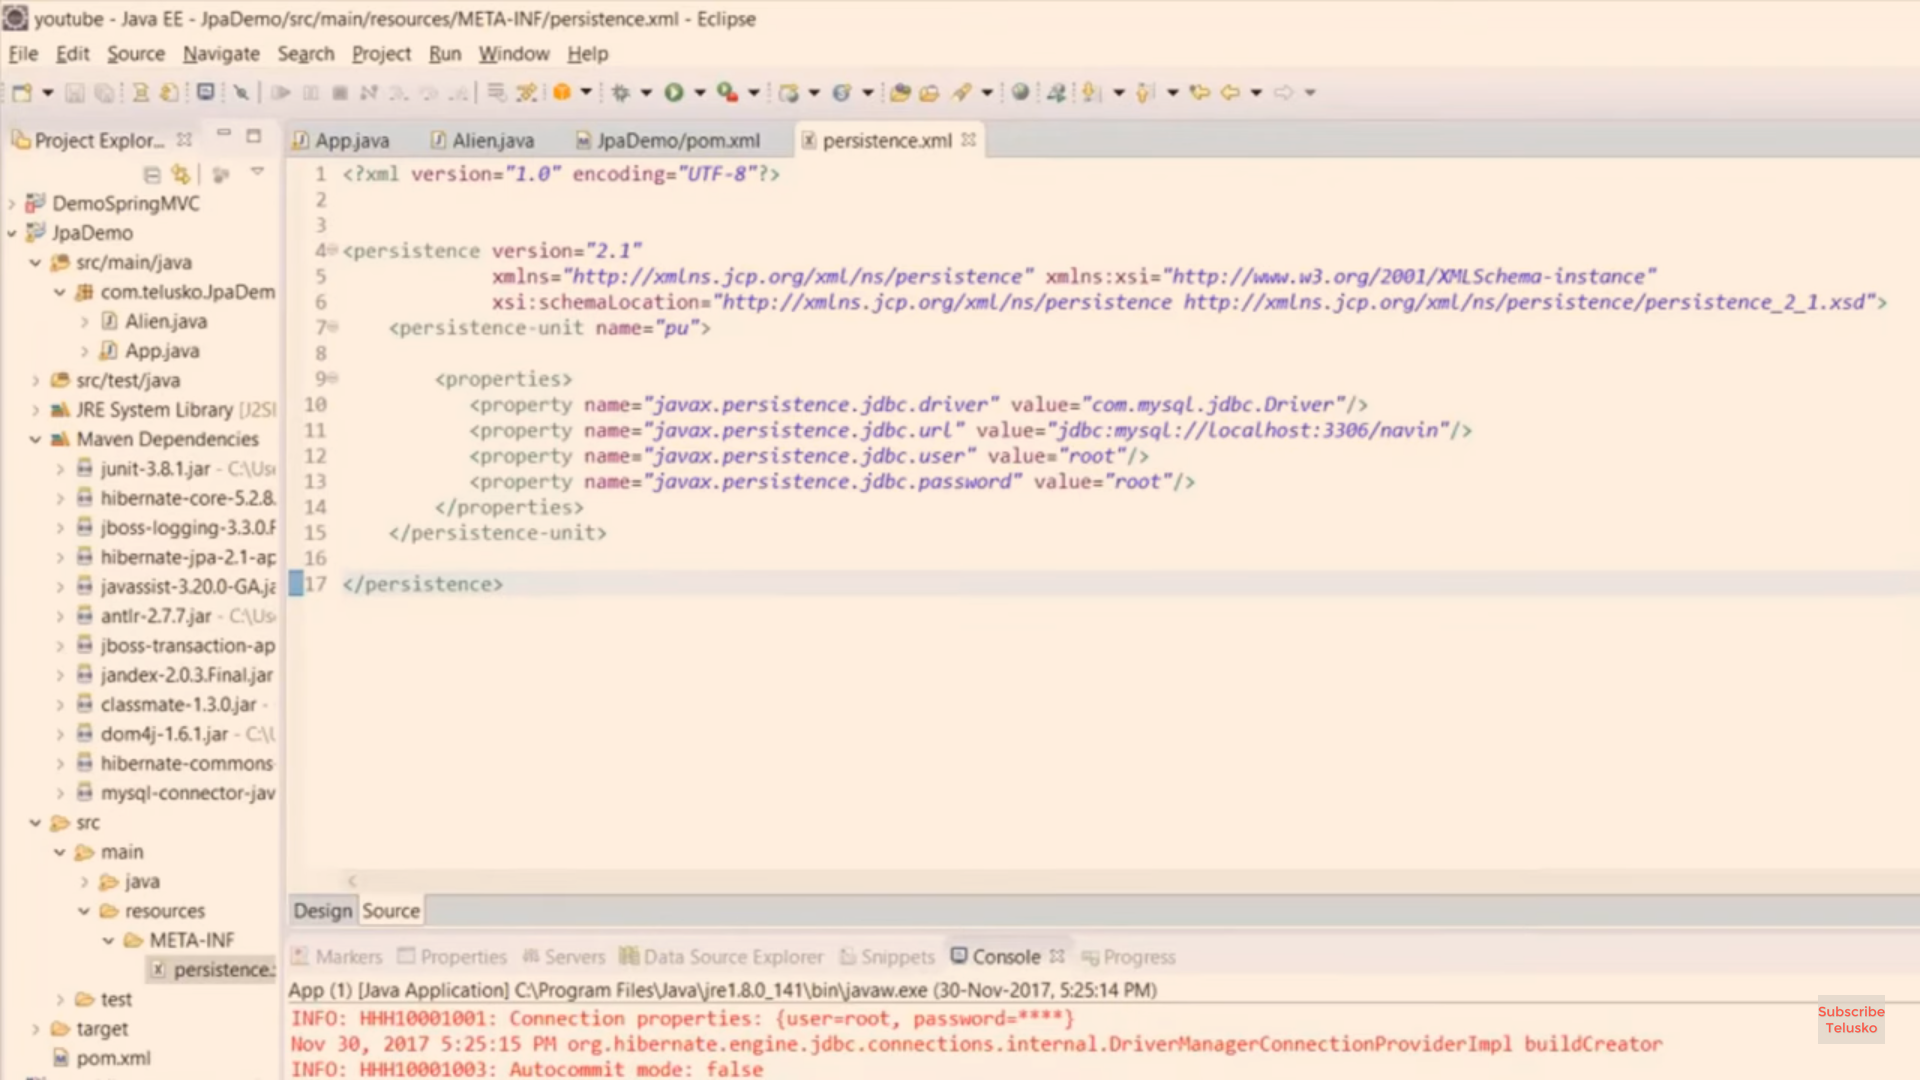 youtube - Java EE - JpaDemo/src/main/resources/META-INF/persistence.xml - Eclipse
File Edit Source Navigate Search Project Run Window Help
Project Explor...
App.java Alien.java JpaDemo/pom.xml persistence.xml
DemoSpringMVC
JpaDemo
src/main/java
com.telusko.JpaDem
Alien.java
App.java
src/test/java
JRE System Library [J2SI
Maven Dependencies
junit-3.8.1.jar - C:\Use
hibernate-core-5.2.8.
jboss-logging-3.3.0.F
hibernate-jpa-2.1-ap
javassist-3.20.0-GA.ja
antlr-2.7.7.jar - C:\Use
jboss-transaction-ap
jandex-2.0.3.Final.jar
classmate-1.3.0.jar -
dom4j-1.6.1.jar - C:\U
hibernate-commons
mysql-connector-jav
src
main
java
resources
META-INF
persistence.:
test
target
pom.xml
1 <?xml version="1.0" encoding="UTF-8"?>
2
3
4 <persistence version="2.1"
5 xmlns="http://xmlns.jcp.org/xml/ns/persistence" xmlns:xsi="http://www.w3.org/2001/XMLSchema-instance"
6 xsi:schemaLocation="http://xmlns.jcp.org/xml/ns/persistence http://xmlns.jcp.org/xml/ns/persistence/persistence_2_1.xsd">
7 <persistence-unit name="pu">
8
9 <properties>
10 <property name="javax.persistence.jdbc.driver" value="com.mysql.jdbc.Driver"/>
11 <property name="javax.persistence.jdbc.url" value="jdbc:mysql://localhost:3306/navin"/>
12 <property name="javax.persistence.jdbc.user" value="root"/>
13 <property name="javax.persistence.jdbc.password" value="root"/>
14 </properties>
15 </persistence-unit>
16
17 </persistence>
Design Source
Markers Properties Servers Data Source Explorer Snippets Console Progress
App (1) [Java Application] C:\Program Files\Java\jre1.8.0_141\bin\javaw.exe (30-Nov-2017, 5:25:14 PM)
INFO: HHH10001001: Connection properties: {user=root, password=****}
Nov 30, 2017 5:25:15 PM org.hibernate.engine.jdbc.connections.internal.DriverManagerConnectionProviderImpl buildCreator
INFO: HHH10001003: Autocommit mode: false
Subscribe
Telusko